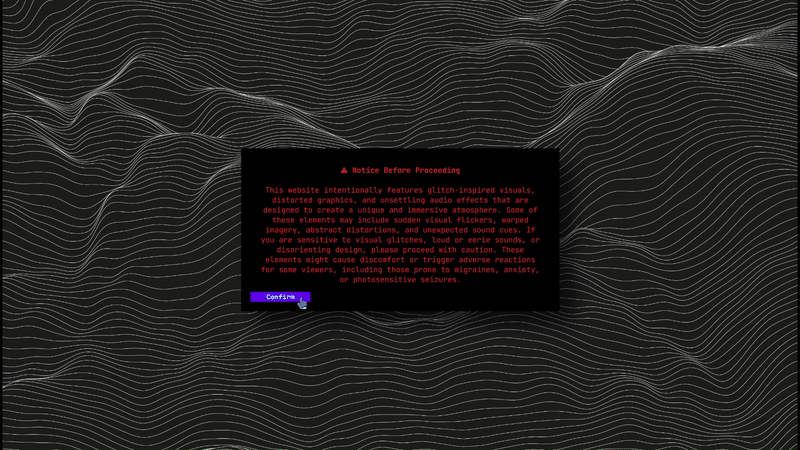 ⚠ Notice Before Proceeding
This website intentionally features glitch-inspired visuals,
distorted graphics, and unsettling audio effects that are
designed to create a unique and immersive atmosphere. Some of
these elements may include sudden visual flickers, warped
imagery, abstract distortions, and unexpected sound cues. If
you are sensitive to visual glitches, loud or eerie sounds, or
disorienting design, please proceed with caution. These
elements might cause discomfort or trigger adverse reactions
for some viewers, including those prone to migraines, anxiety,
or photosensitive seizures.
Confirm